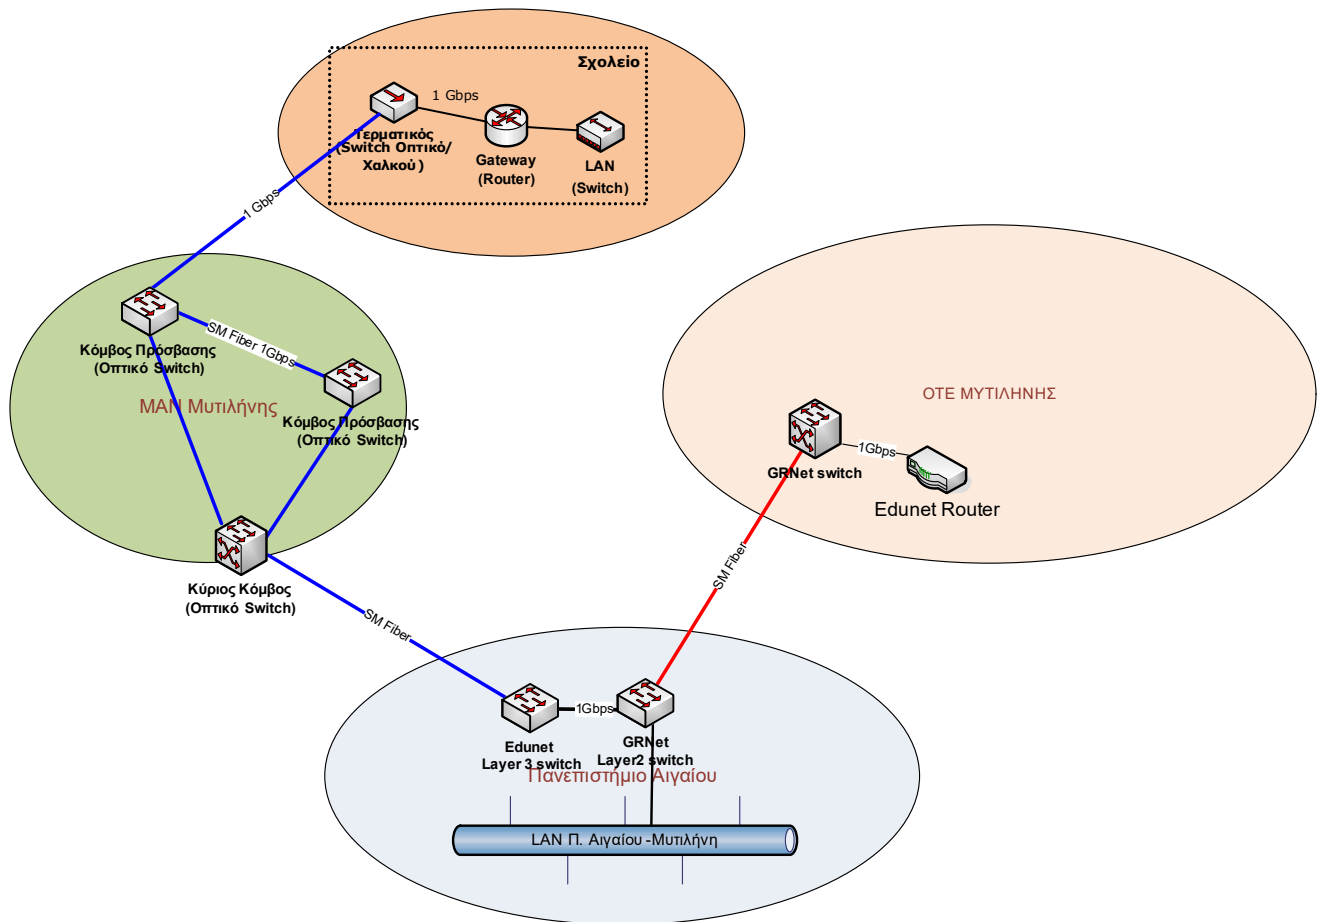 Σχολείο
1 Gbps
Τερματικός
(Switch Οπτικό/
Χαλκού )
Gateway
(Router)
LAN
(Switch)
1 Gbps
SM Fiber 1Gbps
Κόμβος Πρόσβασης
(Οπτικό Switch)
ΜΑΝ Μυτιλήνης
Κόμβος Πρόσβασης
(Οπτικό Switch)
ΟΤΕ ΜΥΤΙΛΗΝΗΣ
1Gbps
GRNet switch
Edunet Router
Κύριος Κόμβος
(Οπτικό Switch)
SM Fiber
SM Fiber
1Gbps
Edunet
Layer 3 switch
GRNet
Layer2 switch
Πανεπιστήμιο Αιγαίου
LAN Π. Αιγαίου -Μυτιλήνη